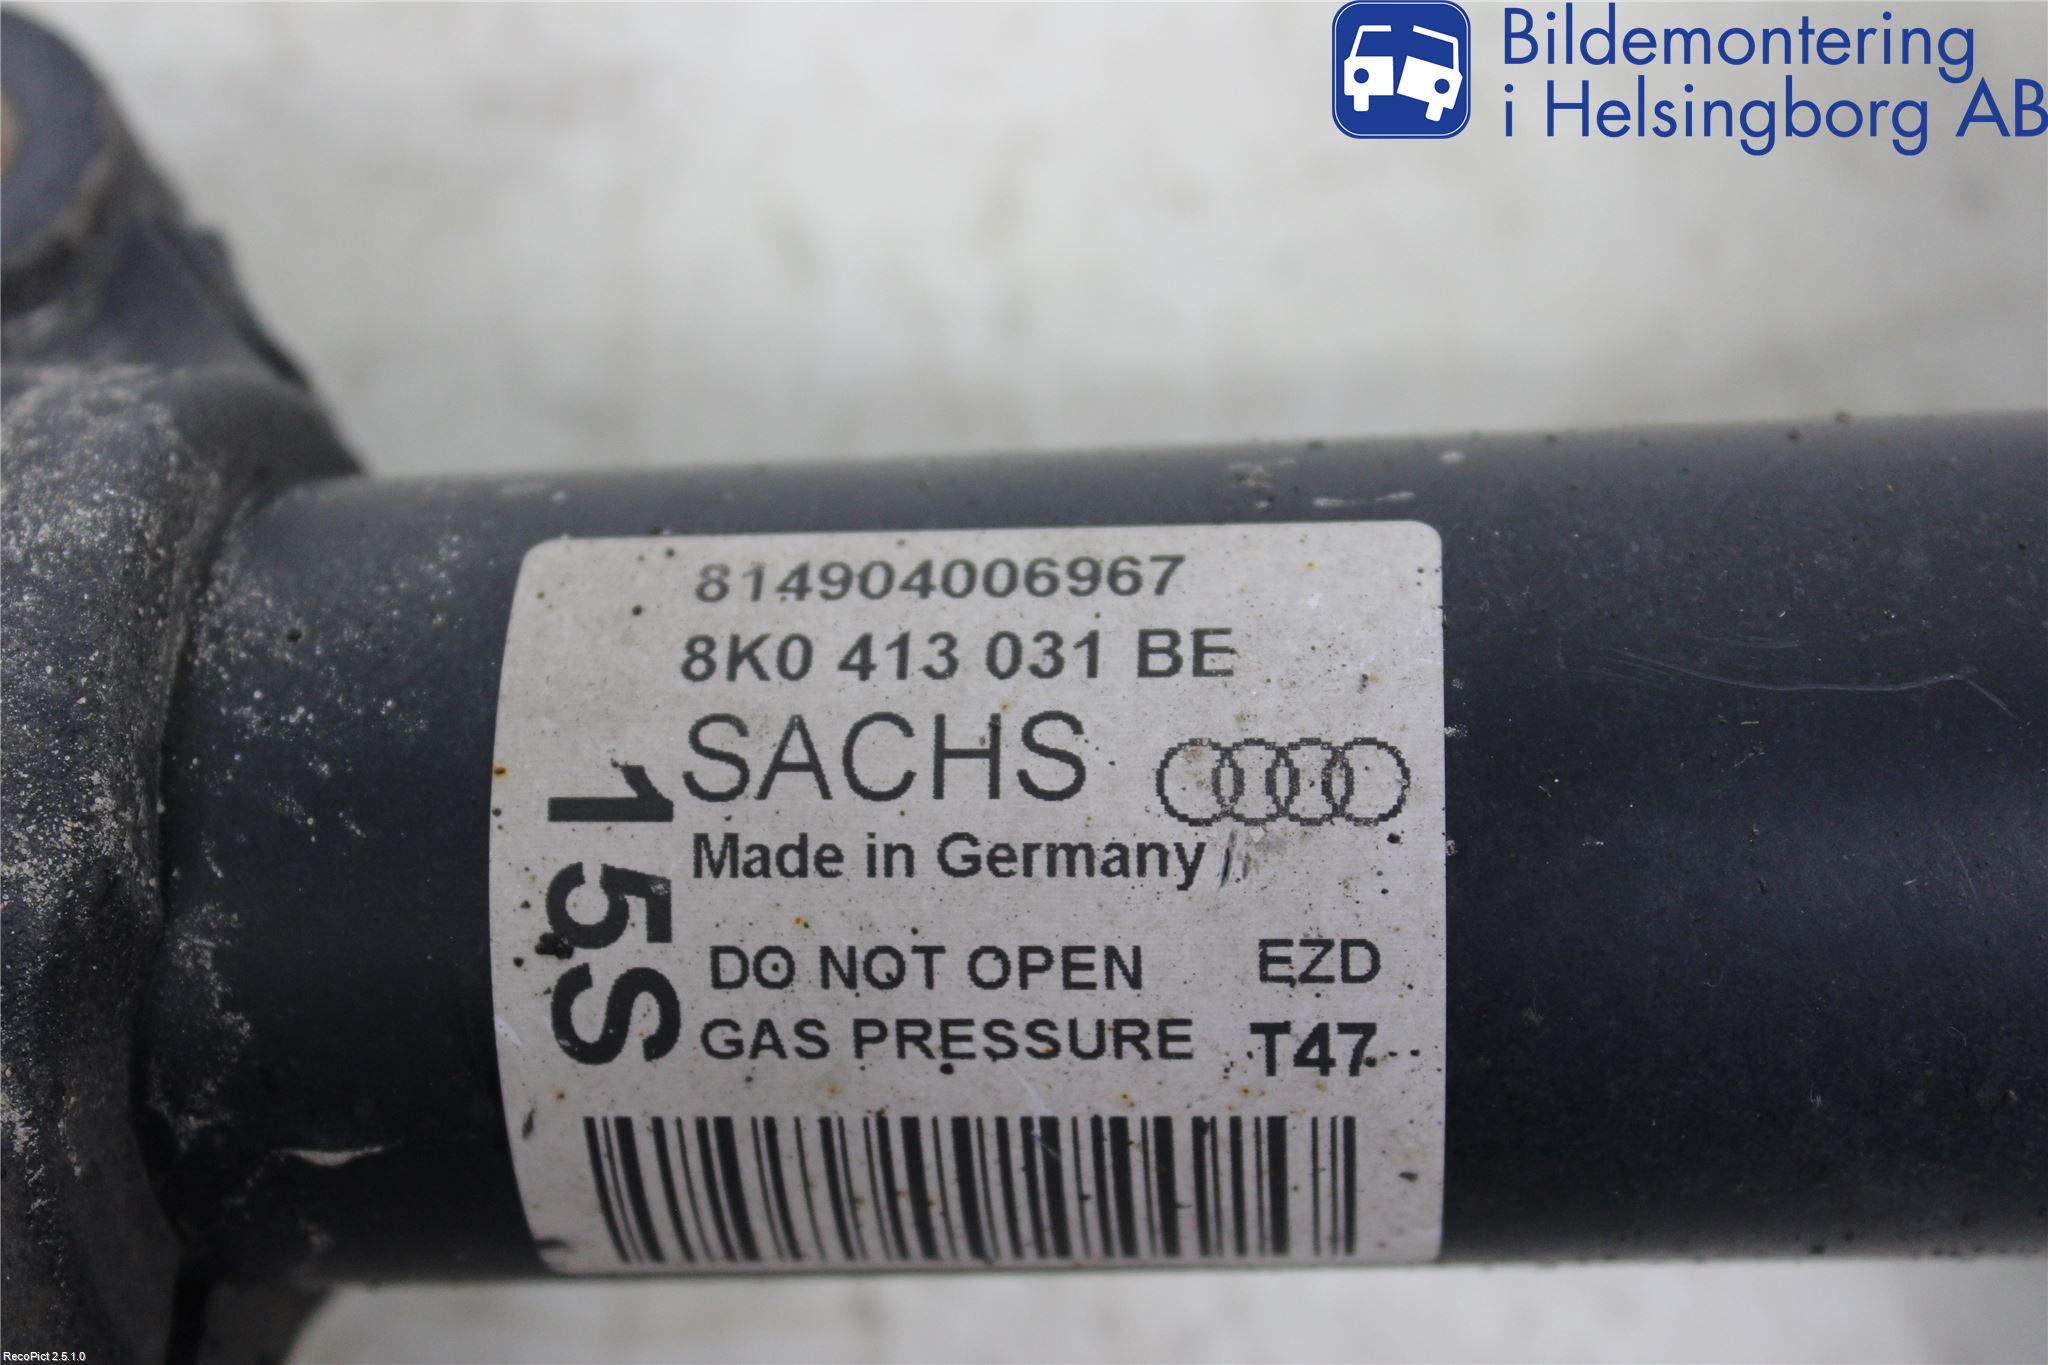 Bildemontering
i Helsingborg AB
814904006967
8K0 413 031 BE
SACHS
Made in Germany
15S
DO NOT OPEN EZD
GAS PRESSURE T47
RecoPict 2.5.1.0